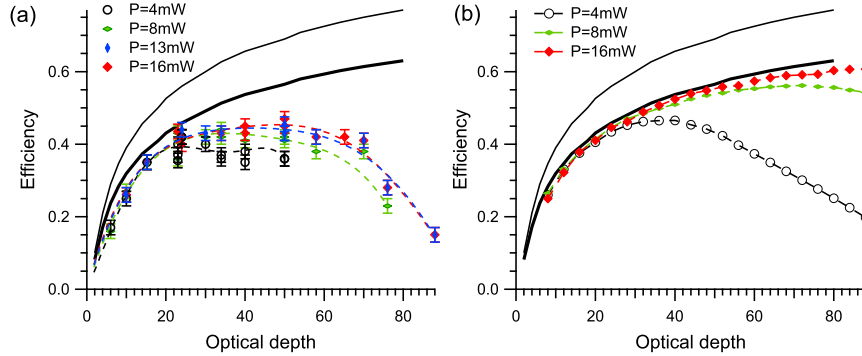 (a)
P=4mW
P=8mW
P=13mW
P=16mW
0.6
0.4
0.2
0.0
Efficiency
0 20 40 60 80
Optical depth
(b)
P=4mW
P=8mW
P=16mW
0.6
0.4
0.2
0.0
Efficiency
0 20 40 60 80
Optical depth